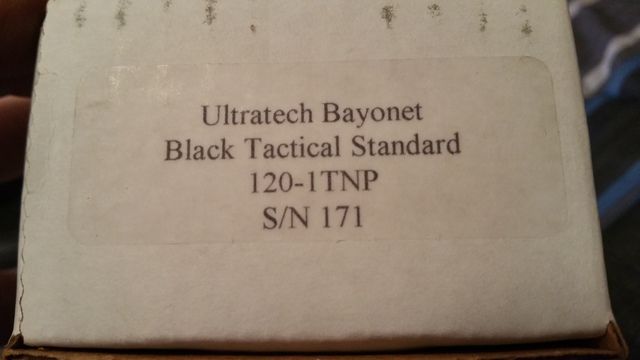 Ultratech Bayonet
Black Tactical Standard
120-1TNP
S/N 171